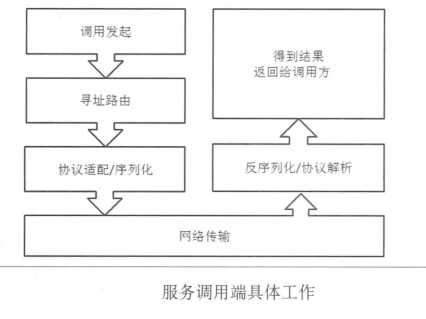 调用发起
寻址路由
协议适配/序列化
网络传输
反序列化/协议解析
得到结果
返回给调用方
服务调用端具体工作